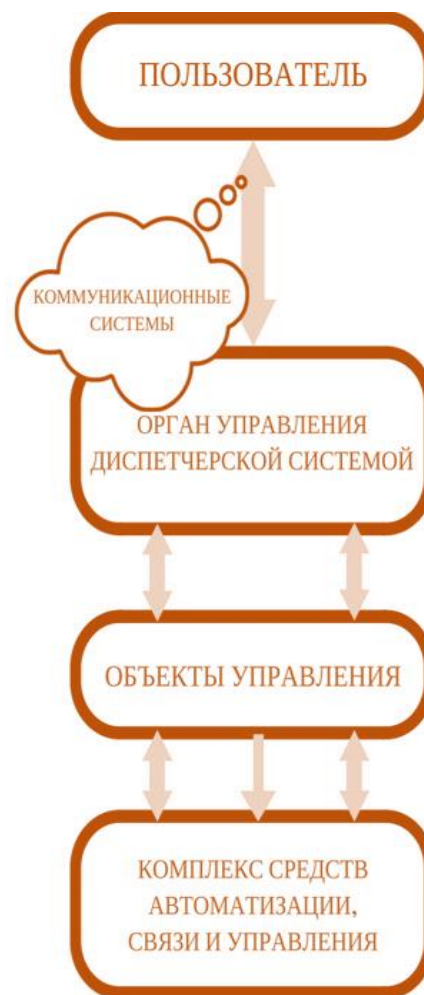 ПОЛЬЗОВАТЕЛЬ
КОММУНИКАЦИОННЫЕ
СИСТЕМЫ
ОРГАН УПРАВЛЕНИЯ
ДИСПЕТЧЕРСКОЙ СИСТЕМОЙ
ОБЪЕКТЫ УПРАВЛЕНИЯ
КОМПЛЕКС СРЕДСТВ
АВТОМАТИЗАЦИИ,
СВЯЗИ И УПРАВЛЕНИЯ